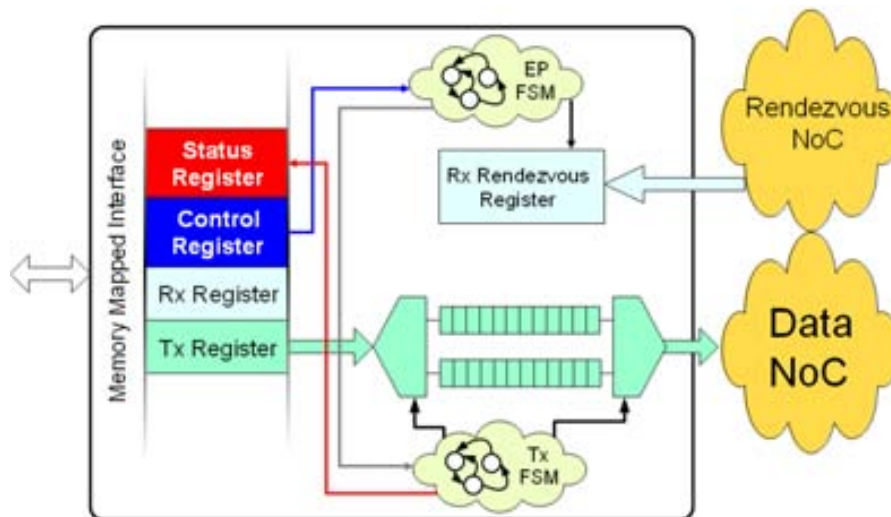 Memory Mapped Interface
Status
Register
Control
Register
Rx Register
Tx Register
EP
FSM
Rx Rendezvous
Register
Tx
FSM
Rendezvous
NoC
Data
NoC